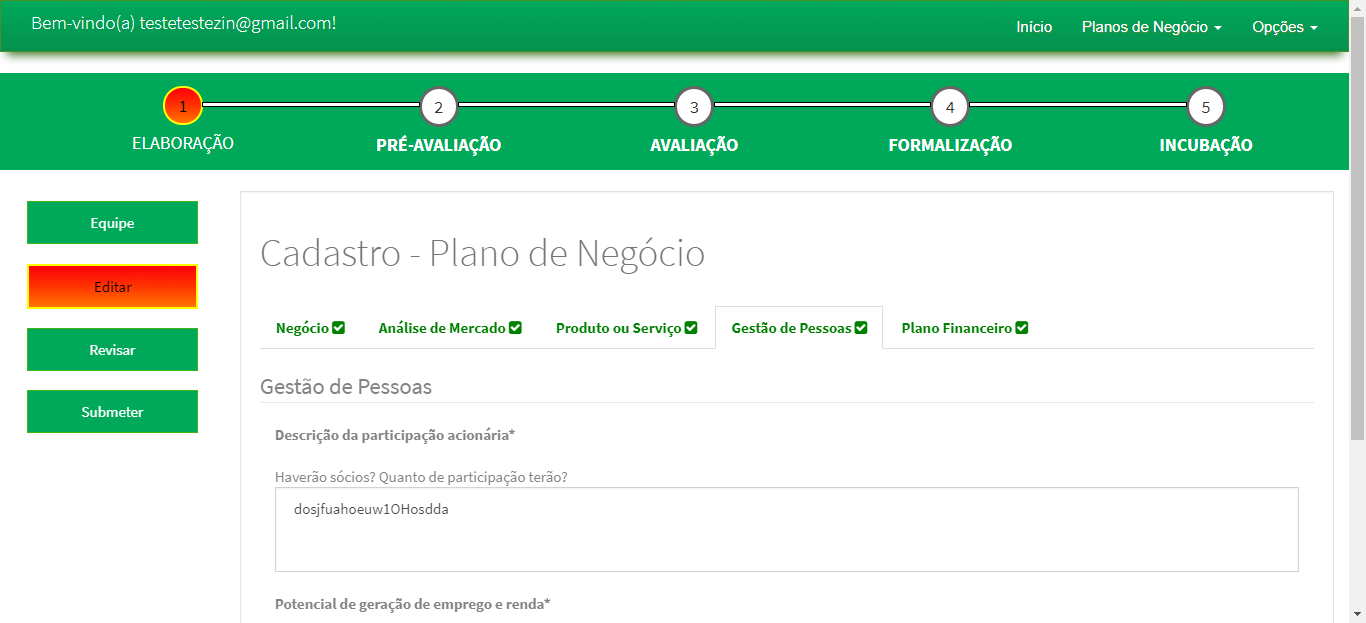 Bem-vindo(a) testetestezin@gmail.com!
Início Planos de Negócio Opções
1 2 3 4 5
ELABORAÇÃO PRÉ-AVALIAÇÃO AVALIAÇÃO FORMALIZAÇÃO INCUBAÇÃO
Equipe
Editar
Revisar
Submeter
Cadastro - Plano de Negócio
Negócio Análise de Mercado Produto ou Serviço Gestão de Pessoas Plano Financeiro
Gestão de Pessoas
Descrição da participação acionária*
Haverão sócios? Quanto de participação terão?
dosjfuahoeuw1OHosdda
Potencial de geração de emprego e renda*